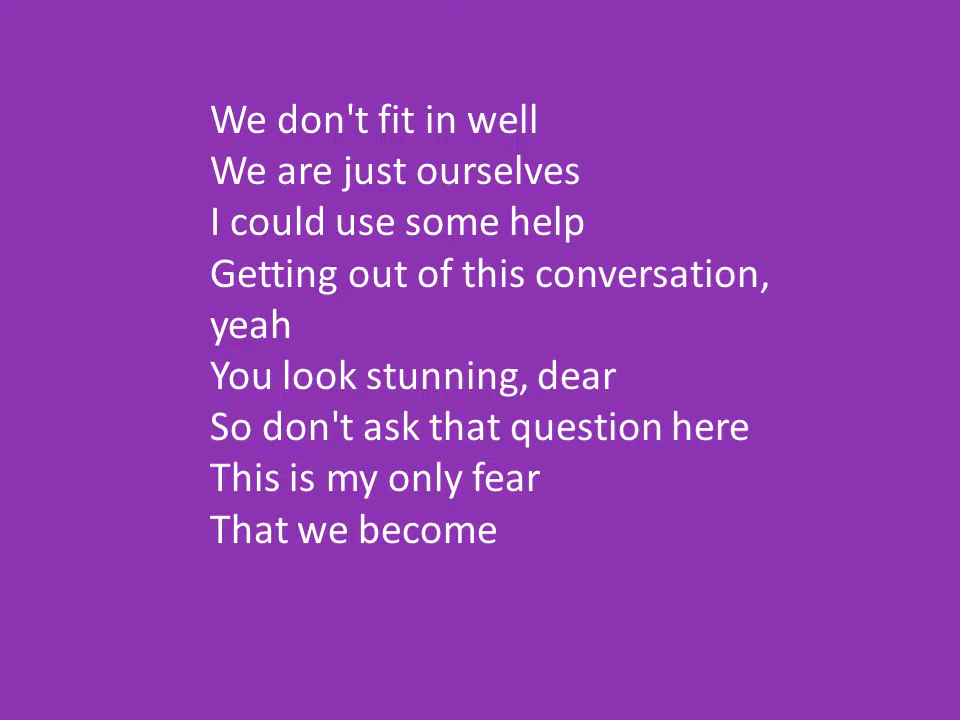 We don't fit in well
We are just ourselves
I could use some help
Getting out of this conversation,
yeah
You look stunning, dear
So don't ask that question here
This is my only fear
That we become